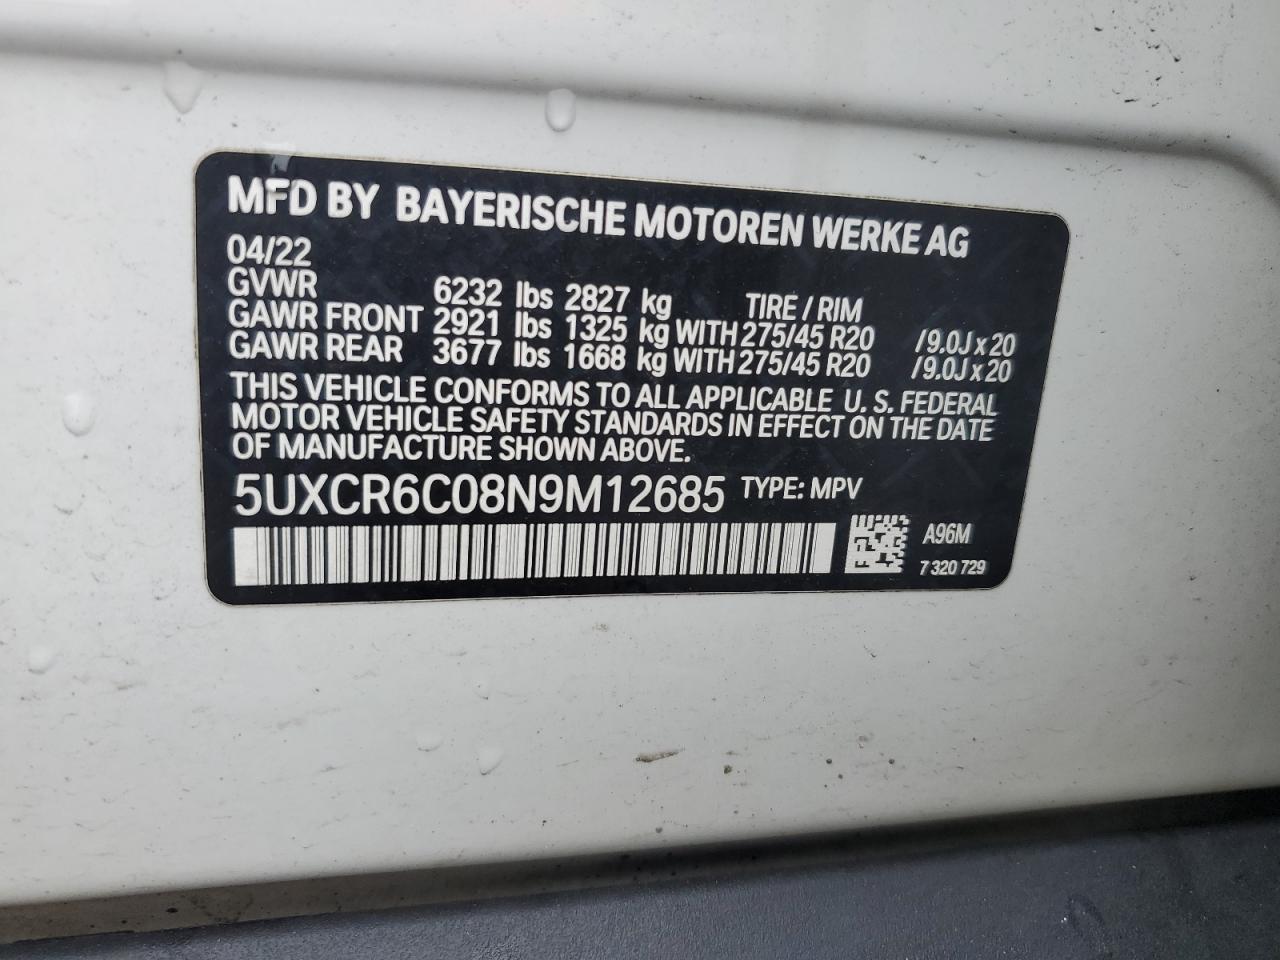 MFD BY BAYERISCHE MOTOREN WERKE AG
04/22
GVWR 6232 lbs 2827 kg TIRE / RIM
GAWR FRONT 2921 lbs 1325 kg WITH 275/45 R20 /9.0J x 20
GAWR REAR 3677 lbs 1668 kg WITH 275/45 R20 /9.0J x 20
THIS VEHICLE CONFORMS TO ALL APPLICABLE U. S. FEDERAL
MOTOR VEHICLE SAFETY STANDARDS IN EFFECT ON THE DATE
OF MANUFACTURE SHOWN ABOVE.
5UXCR6C08N9M12685 TYPE: MPV
A96M
7 320 729